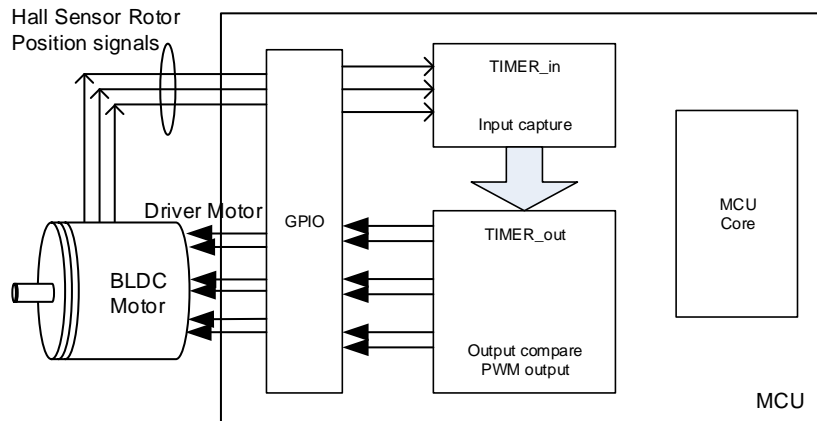 Hall Sensor Rotor
Position signals
TIMER_in
Input capture
Driver Motor
GPIO
TIMER_out
MCU
Core
BLDC
Motor
Output compare
PWM output
MCU